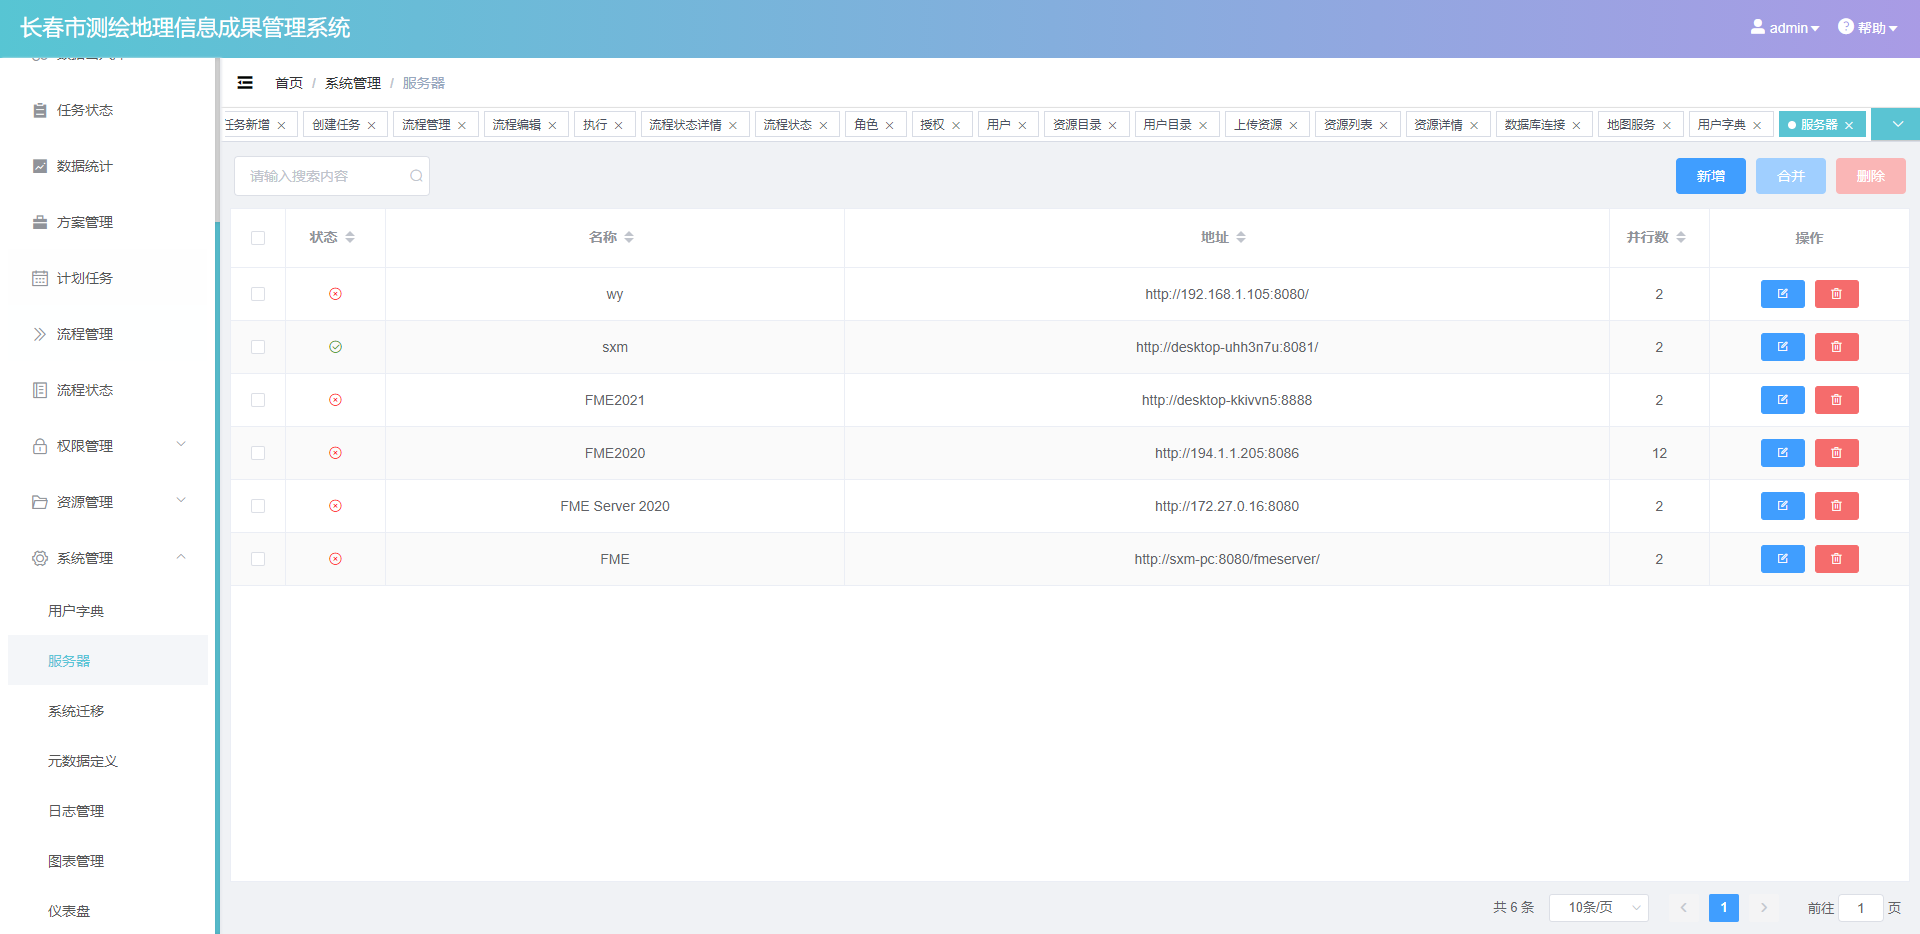 长春市测绘地理信息成果管理系统
admin
帮助
任务状态
数据统计
方案管理
计划任务
流程管理
流程状态
权限管理
资源管理
系统管理
用户字典
服务器
系统迁移
元数据定义
日志管理
图表管理
仪表盘
首页 / 系统管理 / 服务器
任务新增 创建任务 流程管理 流程编辑 执行 流程状态详情 流程状态 角色 授权 用户 资源目录 用户目录 上传资源 资源列表 资源详情 数据库连接 地图服务 用户字典 服务器
请输入搜索内容
新增 合并 删除
状态 名称 地址 并行数 操作
wy http://192.168.1.105:8080/ 2
sxm http://desktop-uhh3n7u:8081/ 2
FME2021 http://desktop-kkivvn5:8888 2
FME2020 http://194.1.1.205:8086 12
FME Server 2020 http://172.27.0.16:8080 2
FME http://sxm-pc:8080/fmeserver/ 2
共 6 条 10条/页 1 前往 1 页